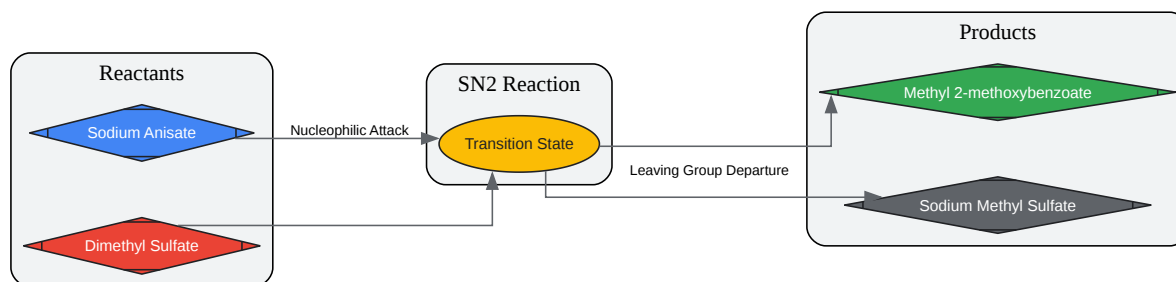 Reactants
Sodium Anisate
Dimethyl Sulfate
Nucleophilic Attack
SN2 Reaction
Transition State
Leaving Group Departure
Products
Methyl 2-methoxybenzoate
Sodium Methyl Sulfate